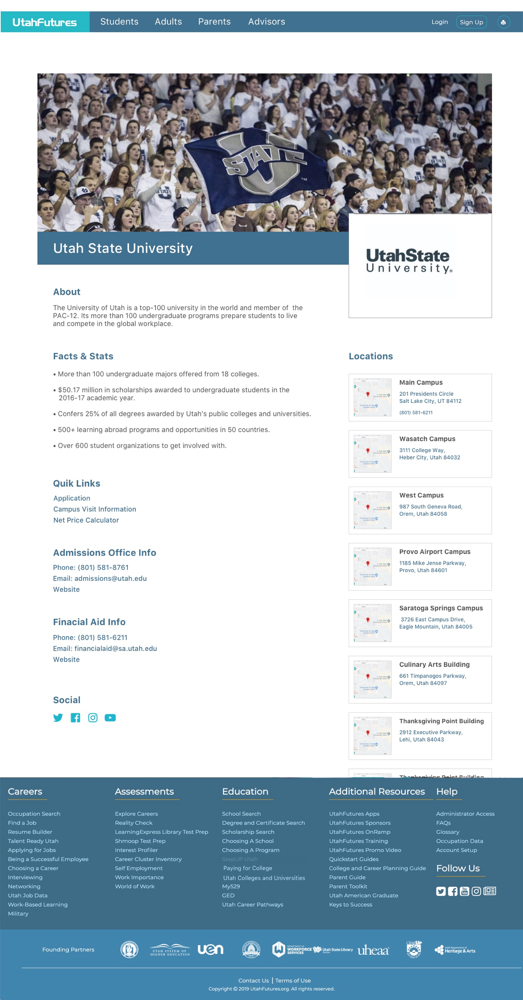 UtahFutures
Students Adults Parents Advisors
Login Sign Up
STATE
TM
Utah State University
UtahState
University®
About
The University of Utah is a top-100 university in the world and member of the
PAC-12. Its more than 100 undergraduate programs prepare students to live
and compete in the global workplace.
Facts & Stats
• More than 100 undergraduate majors offered from 18 colleges.
• $50.17 million in scholarships awarded to undergraduate students in the
2016-17 academic year.
• Confers 25% of all degrees awarded by Utah's public colleges and universities.
• 500+ learning abroad programs and opportunities in 50 countries.
• Over 600 student organizations to get involved with.
Quik Links
Application
Campus Visit Information
Net Price Calculator
Admissions Office Info
Phone: (801) 581-8761
Email: admissions@utah.edu
Website
Finacial Aid Info
Phone: (801) 581-6211
Email: financialaid@sa.utah.edu
Website
Social
Locations
Main Campus
201 Presidents Circle
Salt Lake City, UT 84112
(801) 581-6211
Wasatch Campus
3111 College Way,
Heber City, Utah 84032
West Campus
987 South Geneva Road,
Orem, Utah 84058
Provo Airport Campus
1185 Mike Jense Parkway,
Provo, Utah 84601
Saratoga Springs Campus
3726 East Campus Drive,
Eagle Mountain, Utah 84005
Culinary Arts Building
661 Timpanogos Parkway,
Orem, Utah 84097
Thanksgiving Point Building
2912 Executive Parkway,
Lehi, Utah 84043
Thanksgiving Point Building
Careers
Occupation Search
Find a Job
Resume Builder
Talent Ready Utah
Applying for Jobs
Being a Successful Employee
Choosing a Career
Interviewing
Networking
Utah Job Data
Work-Based Learning
Military
Assessments
Explore Careers
Reality Check
LearningExpress Library Test Prep
Shmoop Test Prep
Interest Profiler
Career Cluster Inventory
Self Employment
Work Importance
World of Work
Education
School Search
Degree and Certificate Search
Scholarship Search
Choosing A School
Choosing A Program
StepUP Utah
Paying for College
Utah Colleges and Universities
My529
GED
Utah Career Pathways
Additional Resources
UtahFutures Apps
UtahFutures Sponsors
UtahFutures OnRamp
UtahFutures Training
UtahFutures Promo Video
Quickstart Guides
College and Career Planning Guide
Parent Guide
Parent Toolkit
Utah American Graduate
Keys to Success
Help
Administrator Access
FAQs
Glossary
Occupation Data
Account Setup
Follow Us
Founding Partners
UTAH SYSTEM OF
HIGHER EDUCATION
uen
DEPARTMENT OF
WORKFORCE
SERVICES
Utah State Library
Division
uheaa
GEARUP
Utah Department of
Heritage & Arts
Contact Us | Terms of Use
Copyright © 2019 UtahFutures.org. All rights reserved.